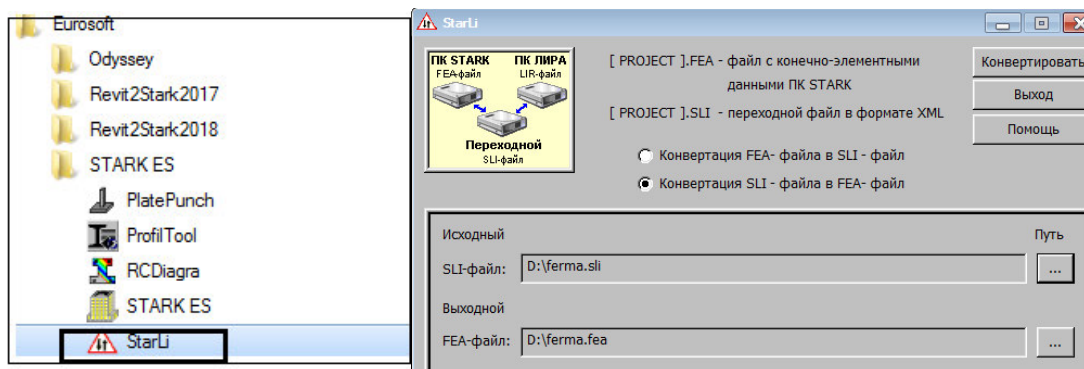 Eurosoft
Odyssey
Revit2Stark2017
Revit2Stark2018
STARK ES
PlatePunch
ProfilTool
RCDiagra
STARK ES
StarLi
StarLi
ПК STARK ПК ЛИРА
FEA-файл LIR-файл
Переходной
SLI-файл
[ PROJECT ].FEA - файл с конечно-элементными
данными ПК STARK
[ PROJECT ].SLI - переходной файл в формате XML
Конвертация FEA- файла в SLI - файл
Конвертация SLI - файла в FEA- файл
Конвертировать
Выход
Помощь
Исходный
Путь
SLI-файл: D:\ferma.sli ...
Выходной
FEA-файл: D:\ferma.fea ...